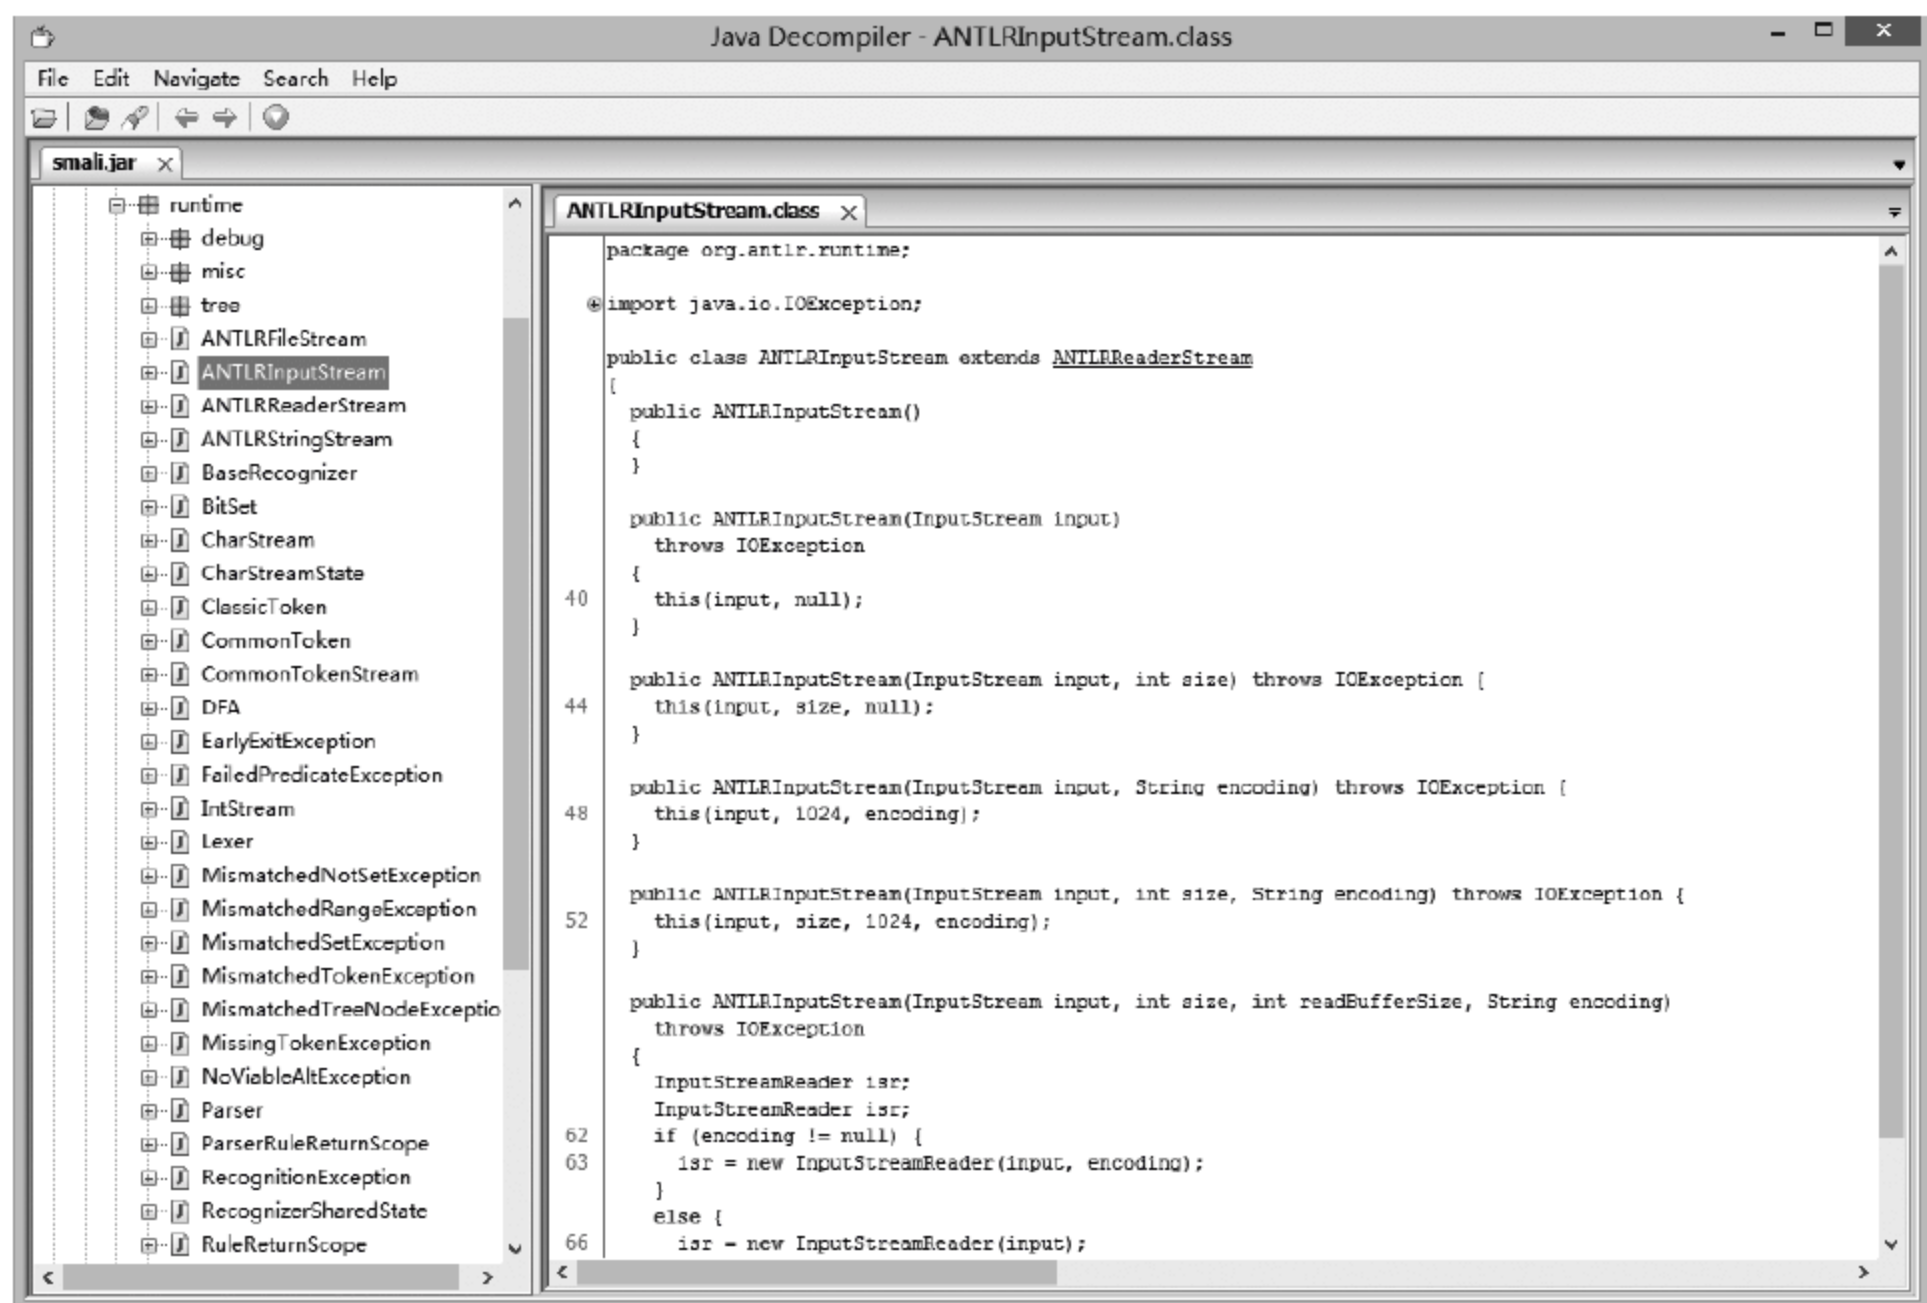 Java Decompiler - ANTLRInputStream.class
File Edit Navigate Search Help
smali.jar
runtime
debug
misc
tree
ANTLRFileStream
ANTLRInputStream
ANTLRReaderStream
ANTLRStringStream
BaseRecognizer
BitSet
CharStream
CharStreamState
ClassicToken
CommonToken
CommonTokenStream
DFA
EarlyExitException
FailedPredicateException
IntStream
Lexer
MismatchedNotSetException
MismatchedRangeException
MismatchedSetException
MismatchedTokenException
MismatchedTreeNodeExceptio
MissingTokenException
NoViableAltException
Parser
ParserRuleReturnScope
RecognitionException
RecognizerSharedState
RuleReturnScope
ANTLRInputStream.class
package org.antlr.runtime;
import java.io.IOException;
public class ANTLRInputStream extends ANTLRReaderStream
{
public ANTLRInputStream()
{
}
public ANTLRInputStream(InputStream input)
throws IOException
{
40 this(input, null);
}
public ANTLRInputStream(InputStream input, int size) throws IOException {
44 this(input, size, null);
}
public ANTLRInputStream(InputStream input, String encoding) throws IOException {
48 this(input, 1024, encoding);
}
public ANTLRInputStream(InputStream input, int size, String encoding) throws IOException {
52 this(input, size, 1024, encoding);
}
public ANTLRInputStream(InputStream input, int size, int readBufferSize, String encoding)
throws IOException
{
InputStreamReader isr;
InputStreamReader isr;
62 if (encoding != null) {
63 isr = new InputStreamReader(input, encoding);
}
else {
66 isr = new InputStreamReader(input);